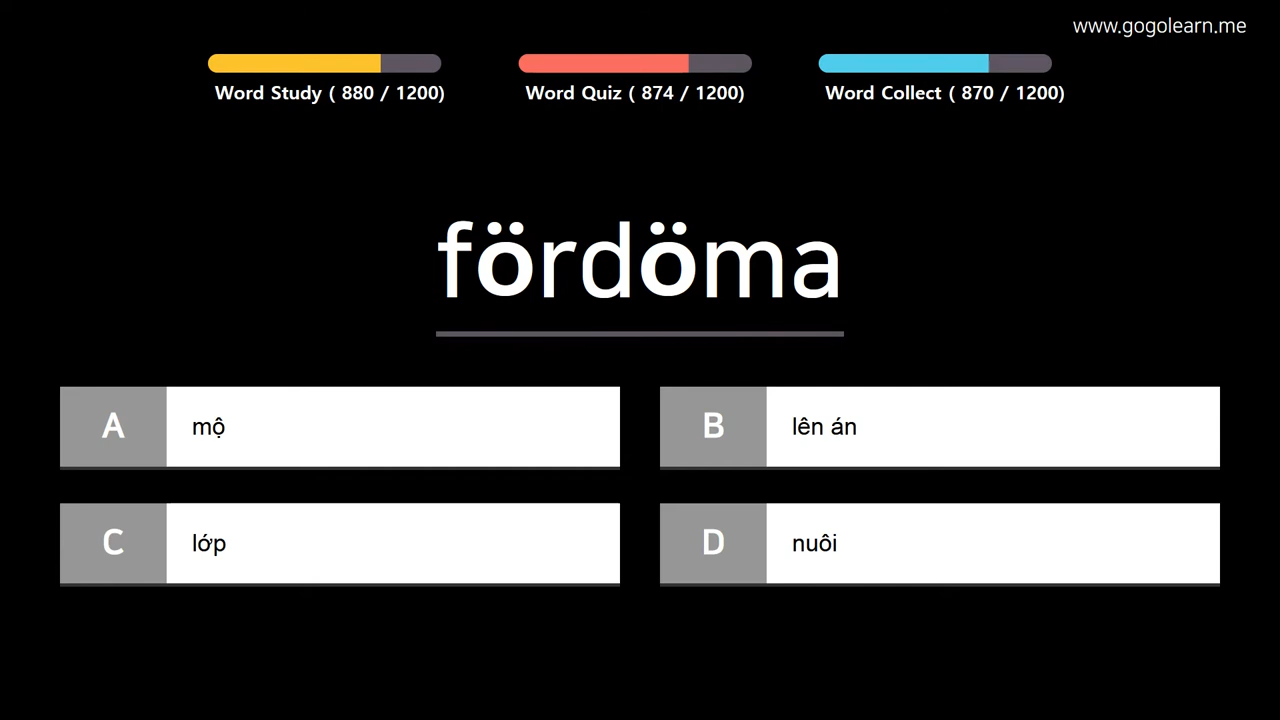 www.gogolearn.me
Word Study ( 880 / 1200)
Word Quiz ( 874 / 1200)
Word Collect ( 870 / 1200)
fördöma
A mộ
B lên án
C lớp
D nuôi